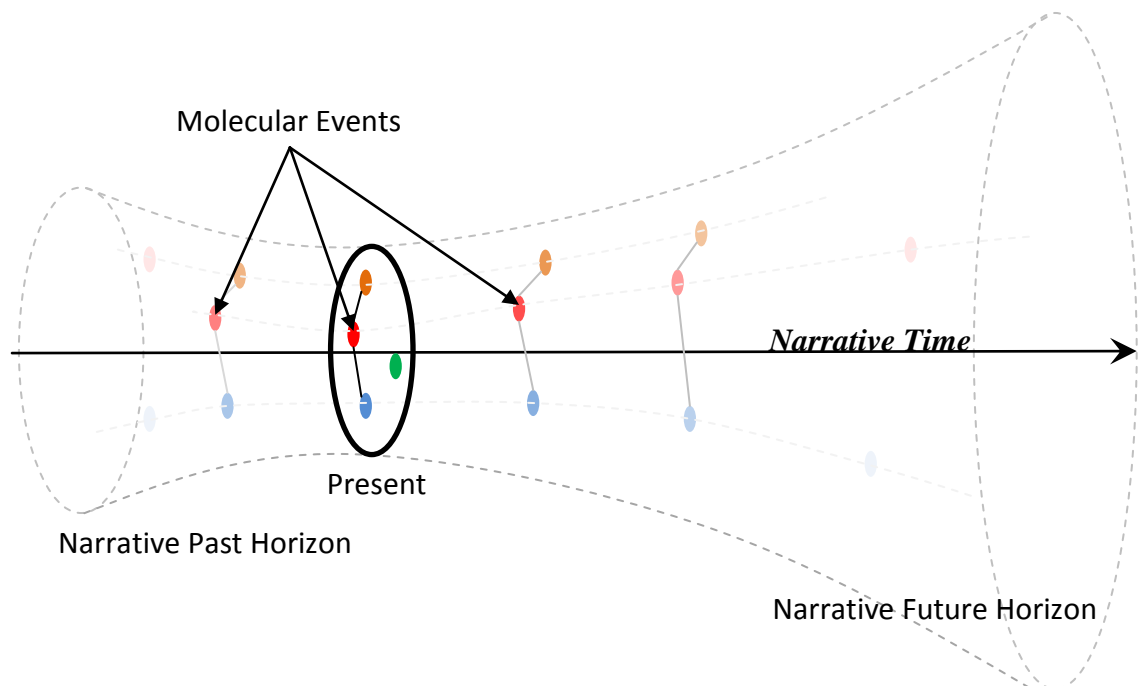 Molecular Events
Narrative Time
Present
Narrative Past Horizon
Narrative Future Horizon